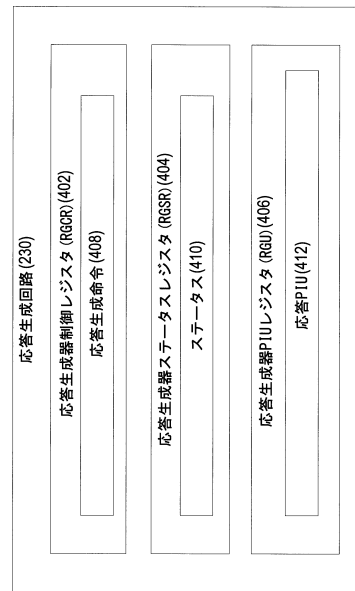 応答生成回路(230)
応答生成器制御レジスタ(RGCR)(402)
応答生成命令(408)
応答生成器ステータスレジスタ(RGSR)(404)
ステータス(410)
応答生成器PIUレジスタ(RGU)(406)
応答PIU(412)